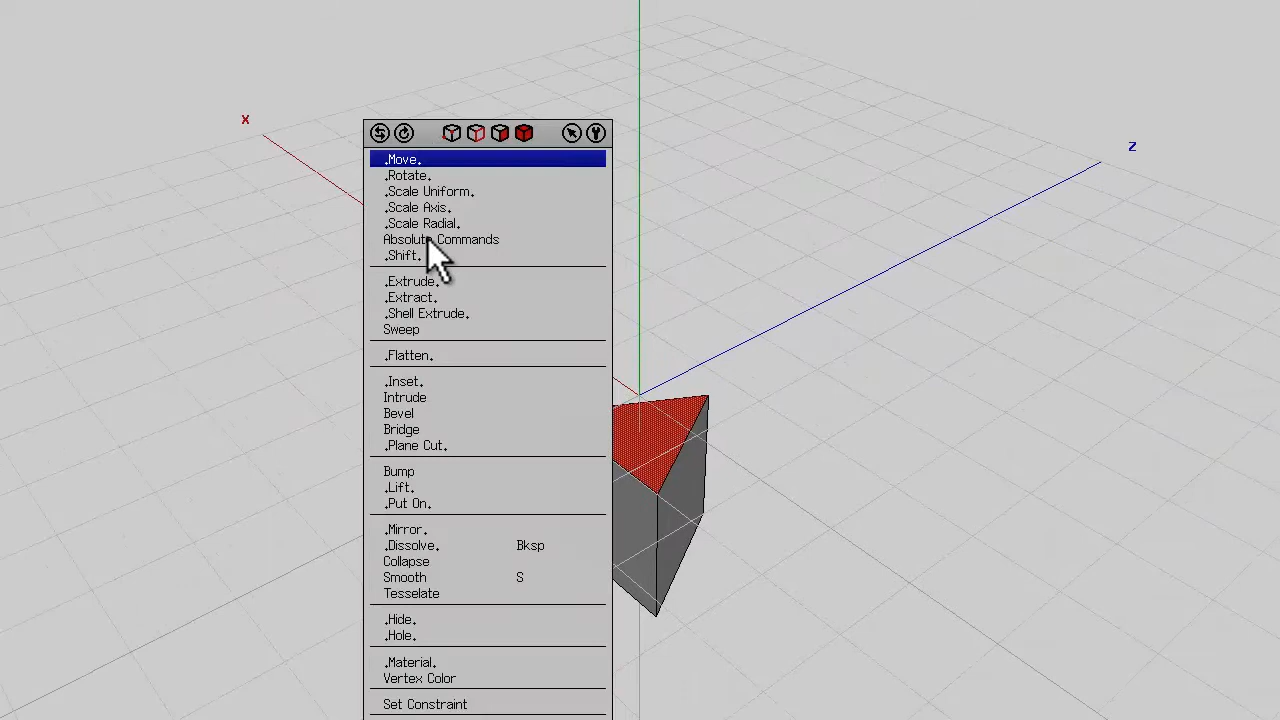 X
Z
.Move.
.Rotate.
.Scale Uniform.
.Scale Axis.
.Scale Radial.
Absolute Commands
.Shift.
.Extrude.
.Extract.
.Shell Extrude.
Sweep
.Flatten.
.Inset.
Intrude
Bevel
Bridge
.Plane Cut.
Bump
.Lift.
.Put On.
.Mirror.
.Dissolve. Bksp
Collapse
Smooth S
Tesselate
.Hide.
.Hole.
.Material.
Vertex Color
Set Constraint